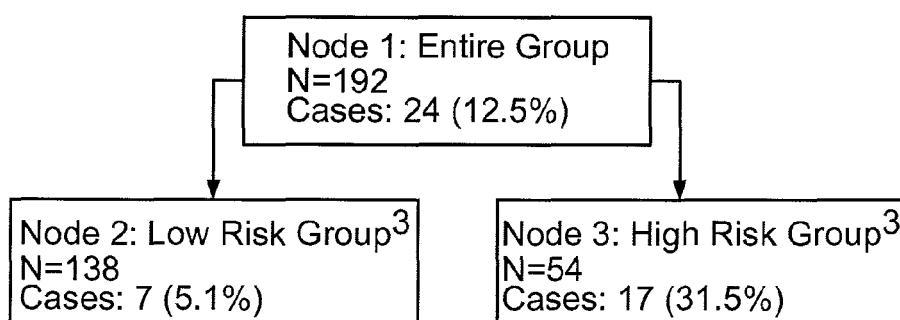 Node 1: Entire Group
N=192
Cases: 24 (12.5%)
Node 2: Low Risk Group³
N=138
Cases: 7 (5.1%)
Node 3: High Risk Group³
N=54
Cases: 17 (31.5%)